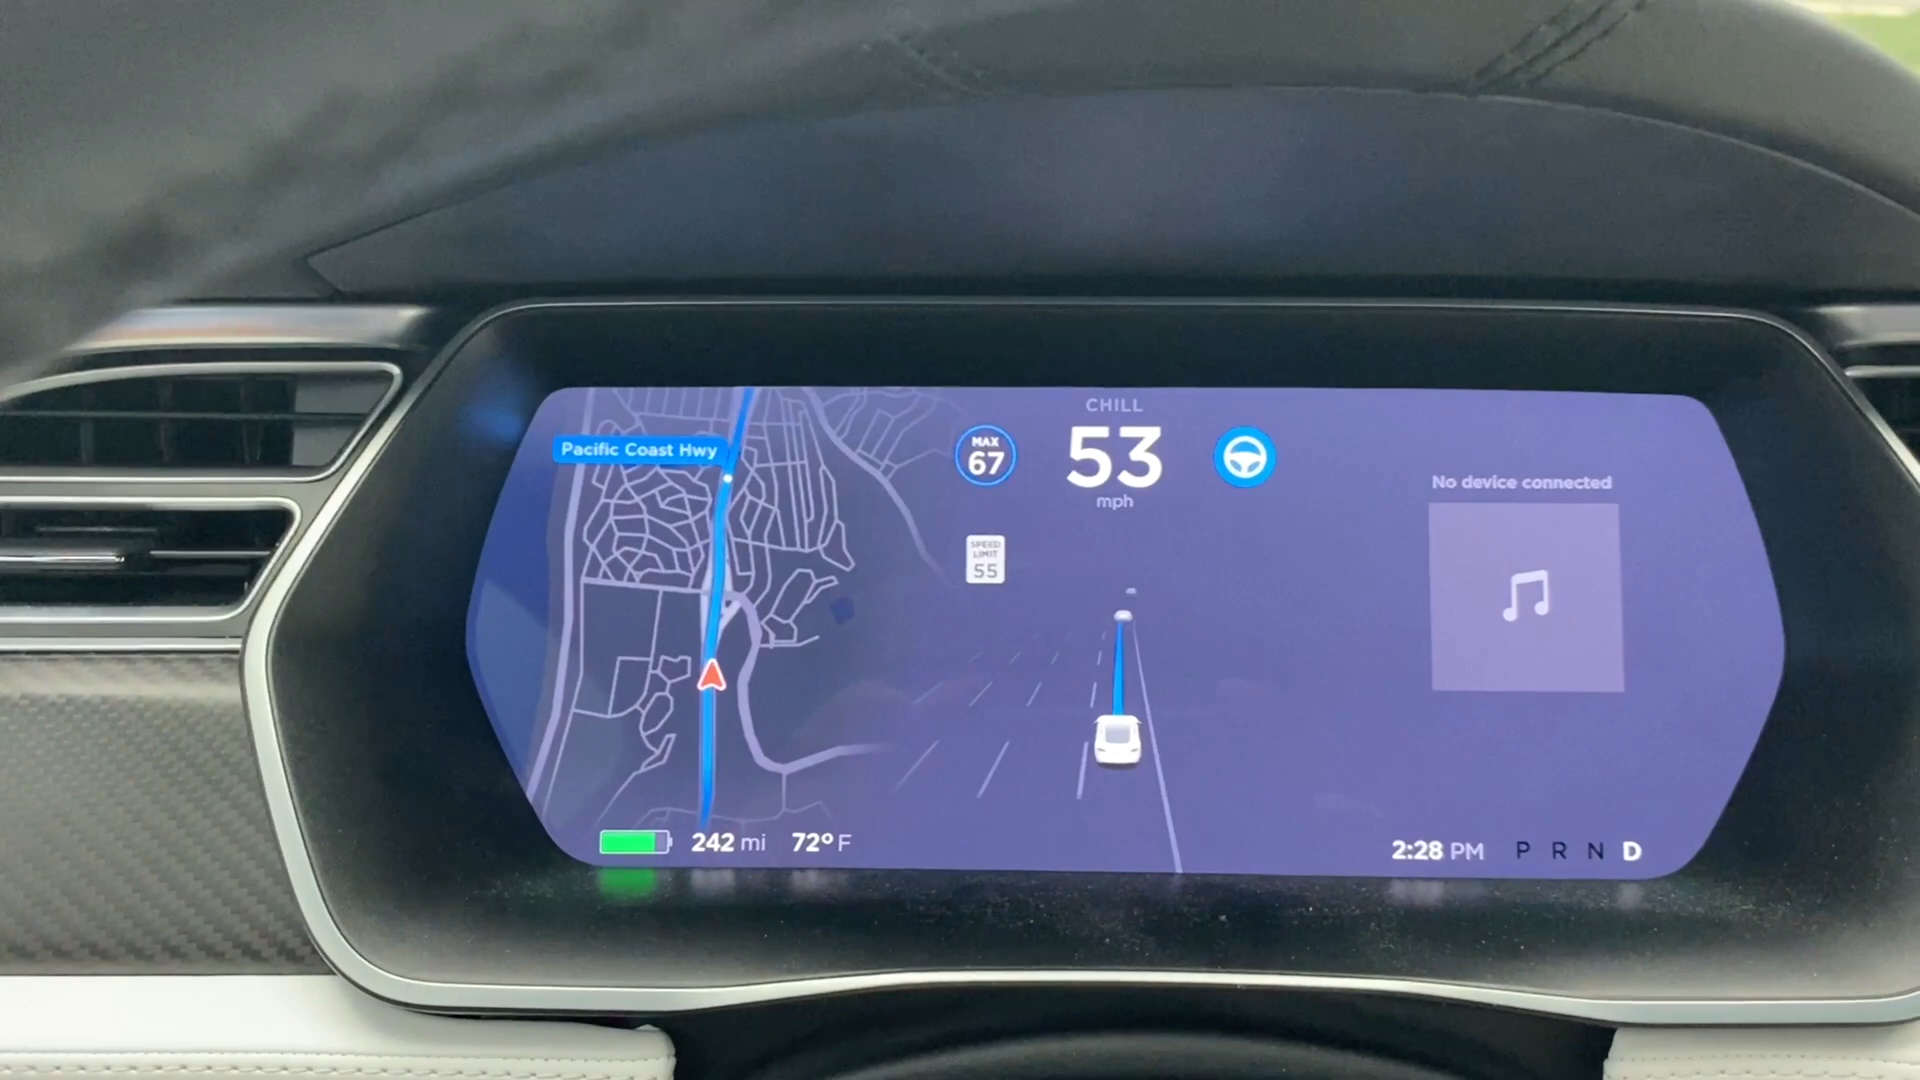 Pacific Coast Hwy
CHILL
MAX
67
53
mph
SPEED
LIMIT
55
No device connected
242 mi 72º F
2:28 PM P R N D